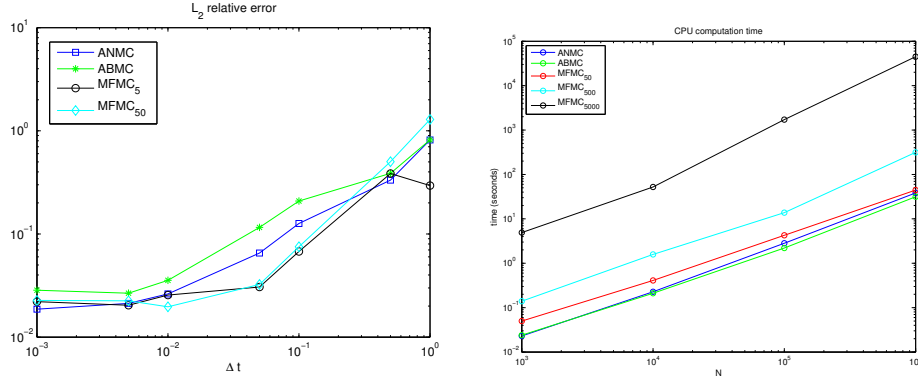 L2 relative error
10^1
10^0
10^-1
10^-2
ANMC
ABMC
MFMC5
MFMC50
10^-3
10^-2
10^-1
10^0
Δ t
CPU computation time
10^5
10^4
10^3
10^2
10^1
10^0
10^-1
10^-2
time (seconds)
ANMC
ABMC
MFMC50
MFMC500
MFMC5000
10^3
10^4
10^5
10
N